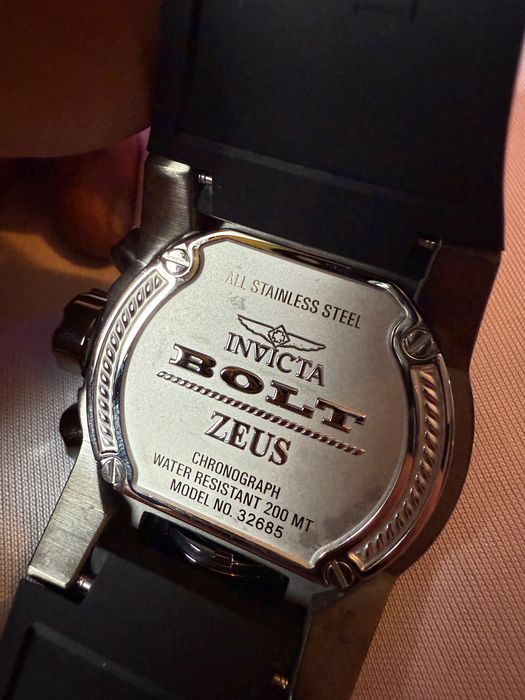 ALL STAINLESS STEEL
INVICTA
BOLT
ZEUS
CHRONOGRAPH
WATER RESISTANT 200 MT
MODEL NO. 32685